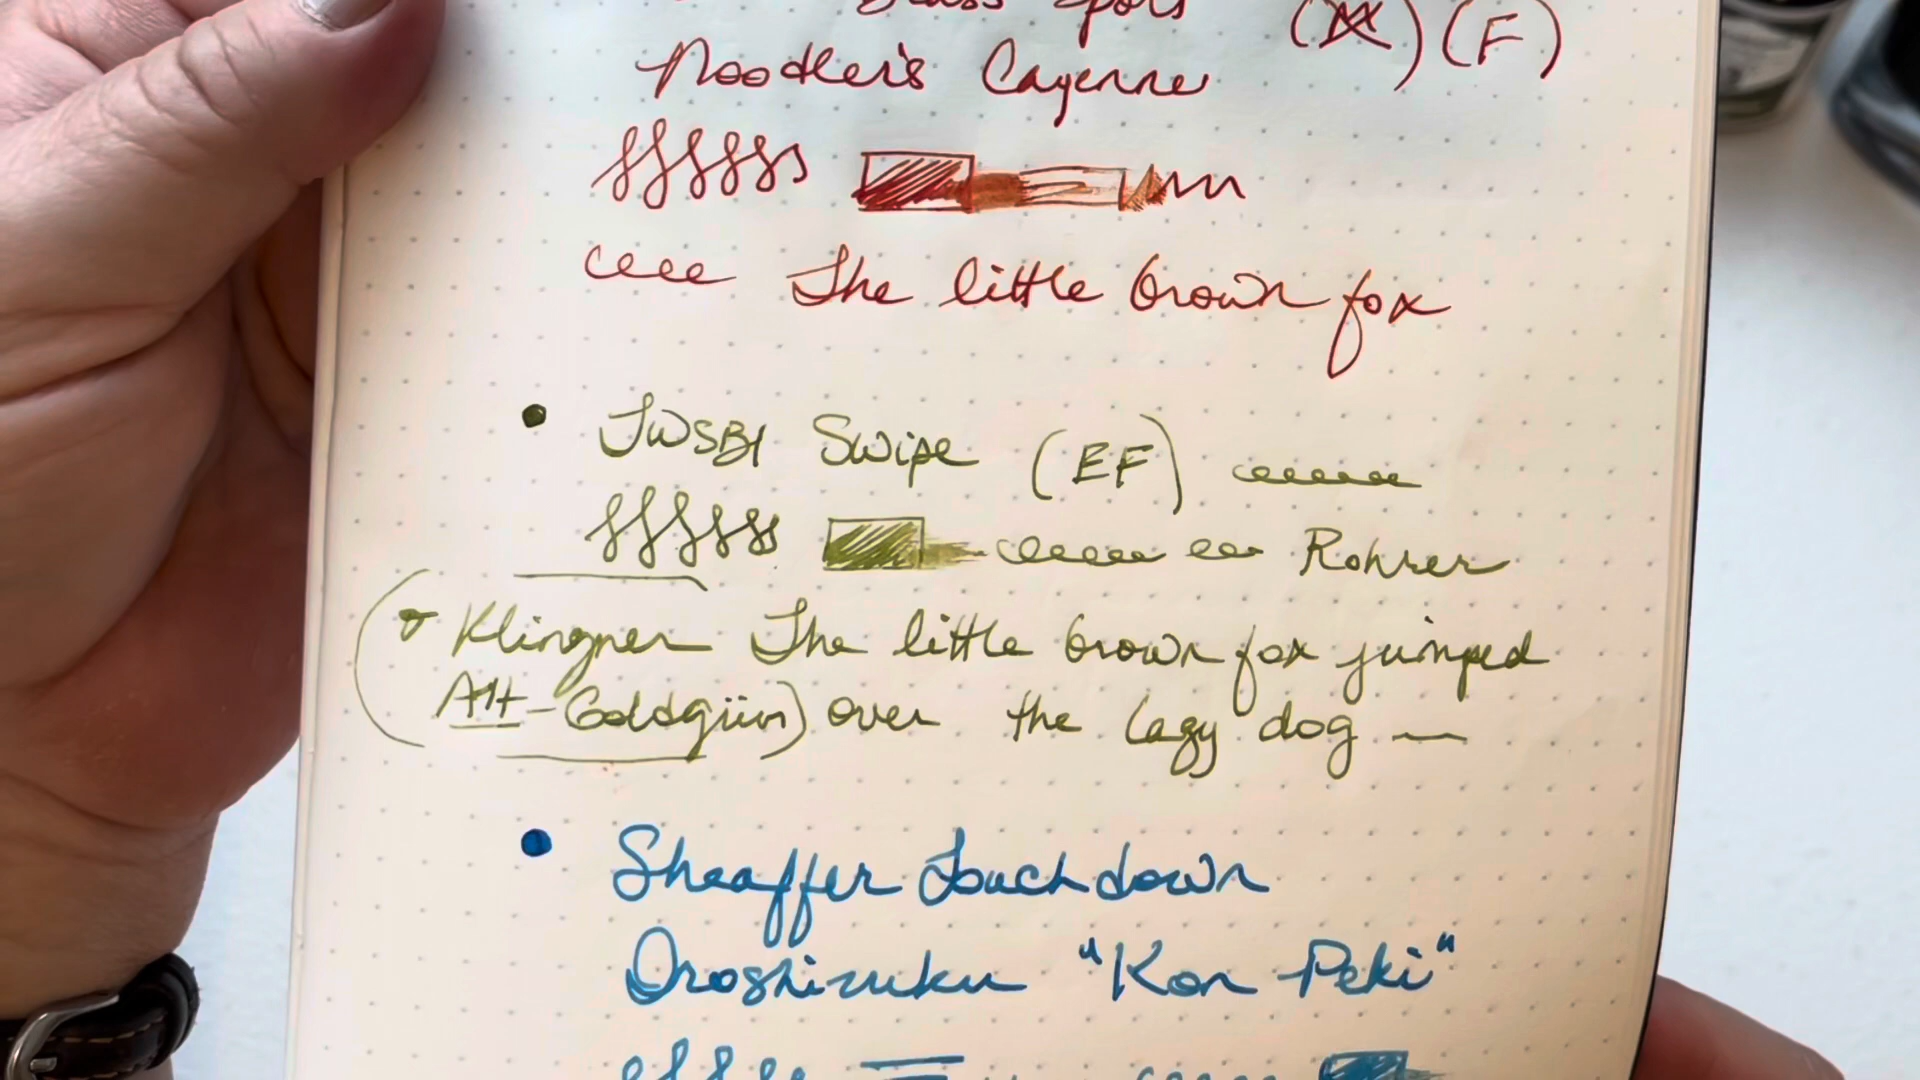 (F)
Noodler's Cayenne
The little brown fox
• TWSBI Swipe (EF)
Rohrer
& Klingner The little brown fox jumped
Alt-Goldgrün) over the lazy dog —
• Sheaffer Touchdown
Iroshizuku "Kon Peki"